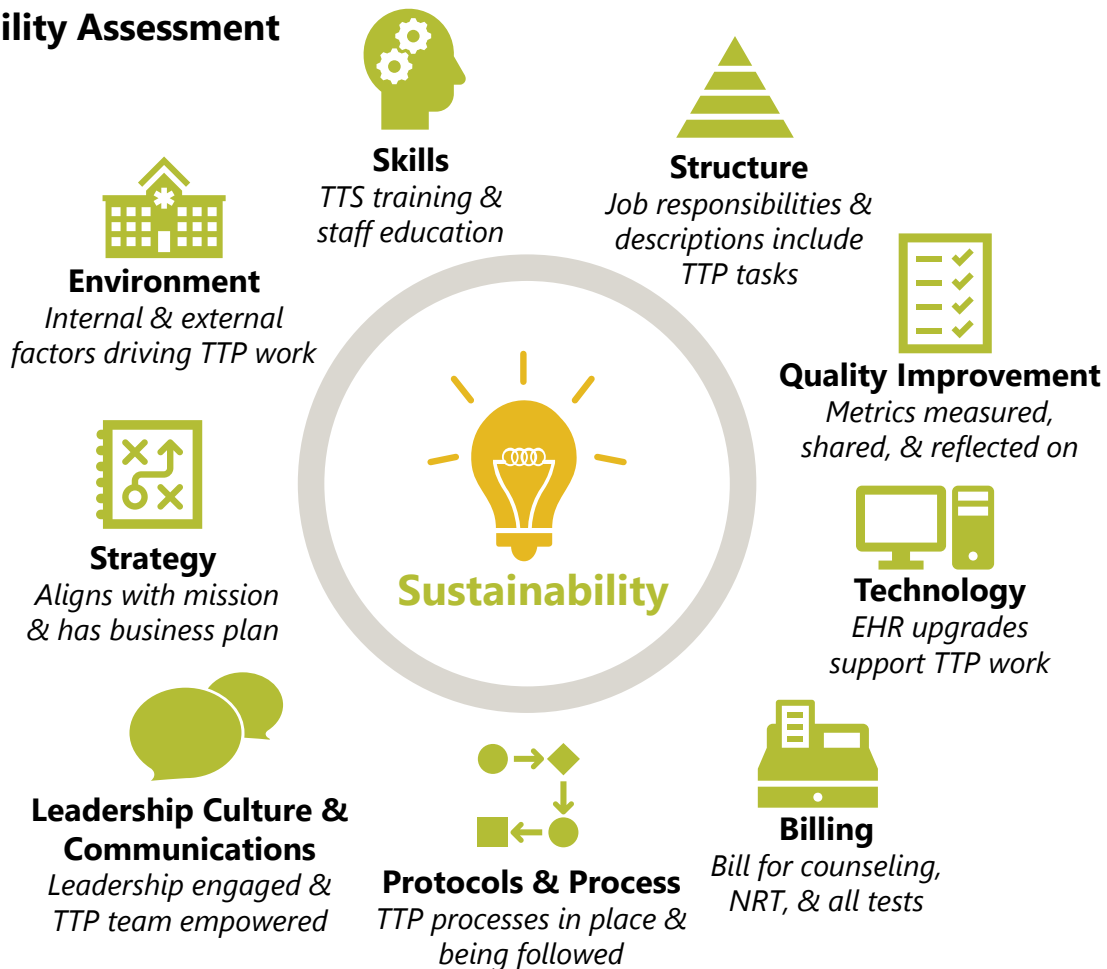 ility Assessment
Skills
TTS training &
staff education
Structure
Job responsibilities &
descriptions include
TTP tasks
Environment
Internal & external
factors driving TTP work
Quality Improvement
Metrics measured,
shared, & reflected on
Strategy
Aligns with mission
& has business plan
Sustainability
Technology
EHR upgrades
support TTP work
Leadership Culture &
Communications
Leadership engaged &
TTP team empowered
Protocols & Process
TTP processes in place &
being followed
Billing
Bill for counseling,
NRT, & all tests